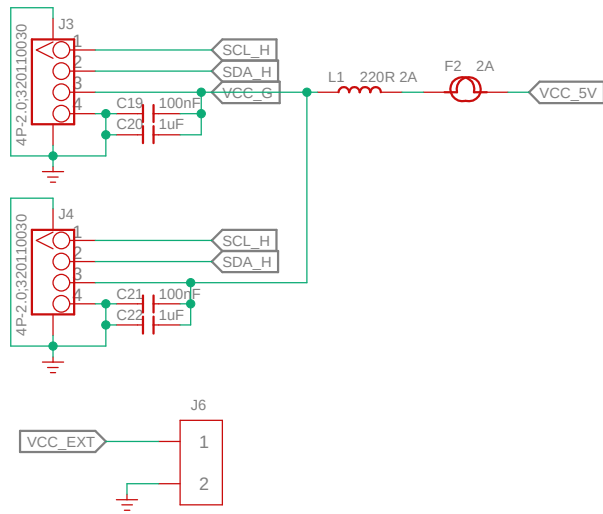 J3
1
SCL_H
2
SDA_H
3
VCC_G
4
C19 100nF
C20 1uF
4P-2.0;320110030
L1 220R 2A
F2 2A
VCC_5V
J4
1
SCL_H
2
SDA_H
3
4
C21 100nF
C22 1uF
4P-2.0;320110030
J6
VCC_EXT
1
2